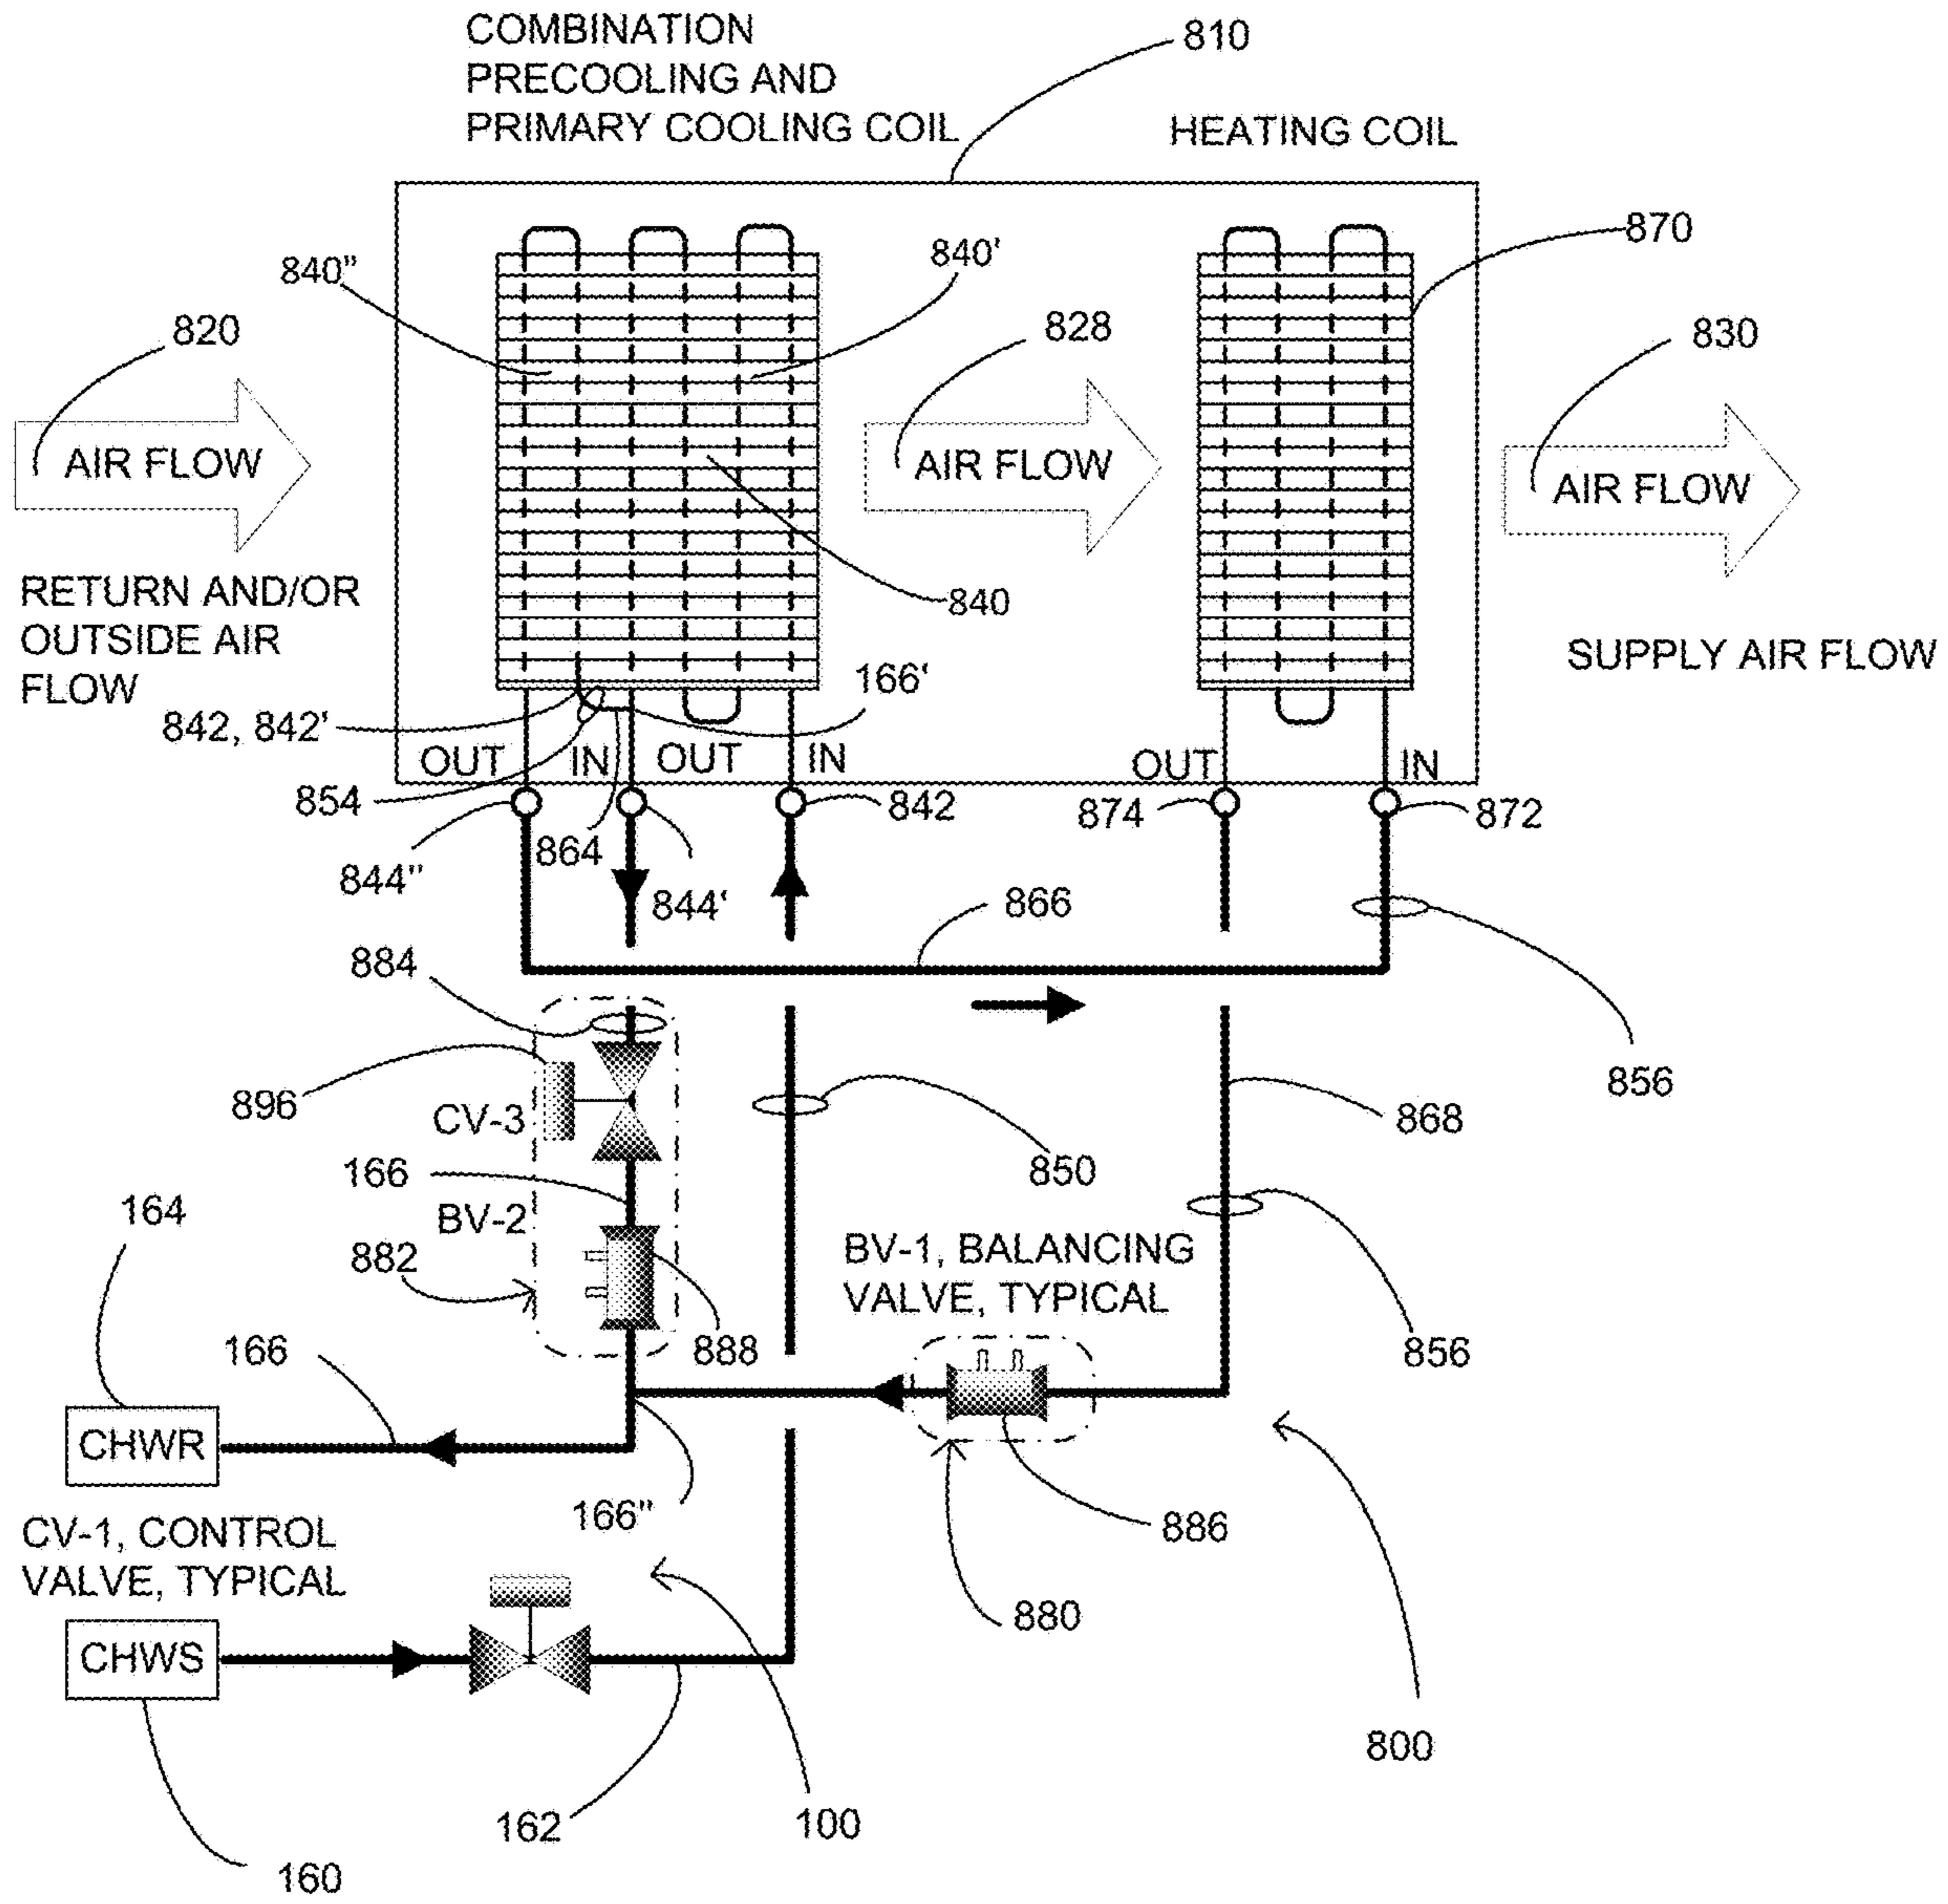 COMBINATION
PRECOOLING AND
PRIMARY COOLING COIL
810
HEATING COIL
870
840"
840'
820
828
830
AIR FLOW
AIR FLOW
AIR FLOW
840
RETURN AND/OR
OUTSIDE AIR
FLOW
SUPPLY AIR FLOW
166'
842, 842'
OUT
IN
OUT
IN
OUT
IN
854
842
874
872
864
844"
844'
866
884
856
896
CV-3
868
850
166
164
BV-2
882
BV-1, BALANCING
VALVE, TYPICAL
166
888
856
CHWR
166"
886
CV-1, CONTROL
VALVE, TYPICAL
880
CHWS
800
162
100
160